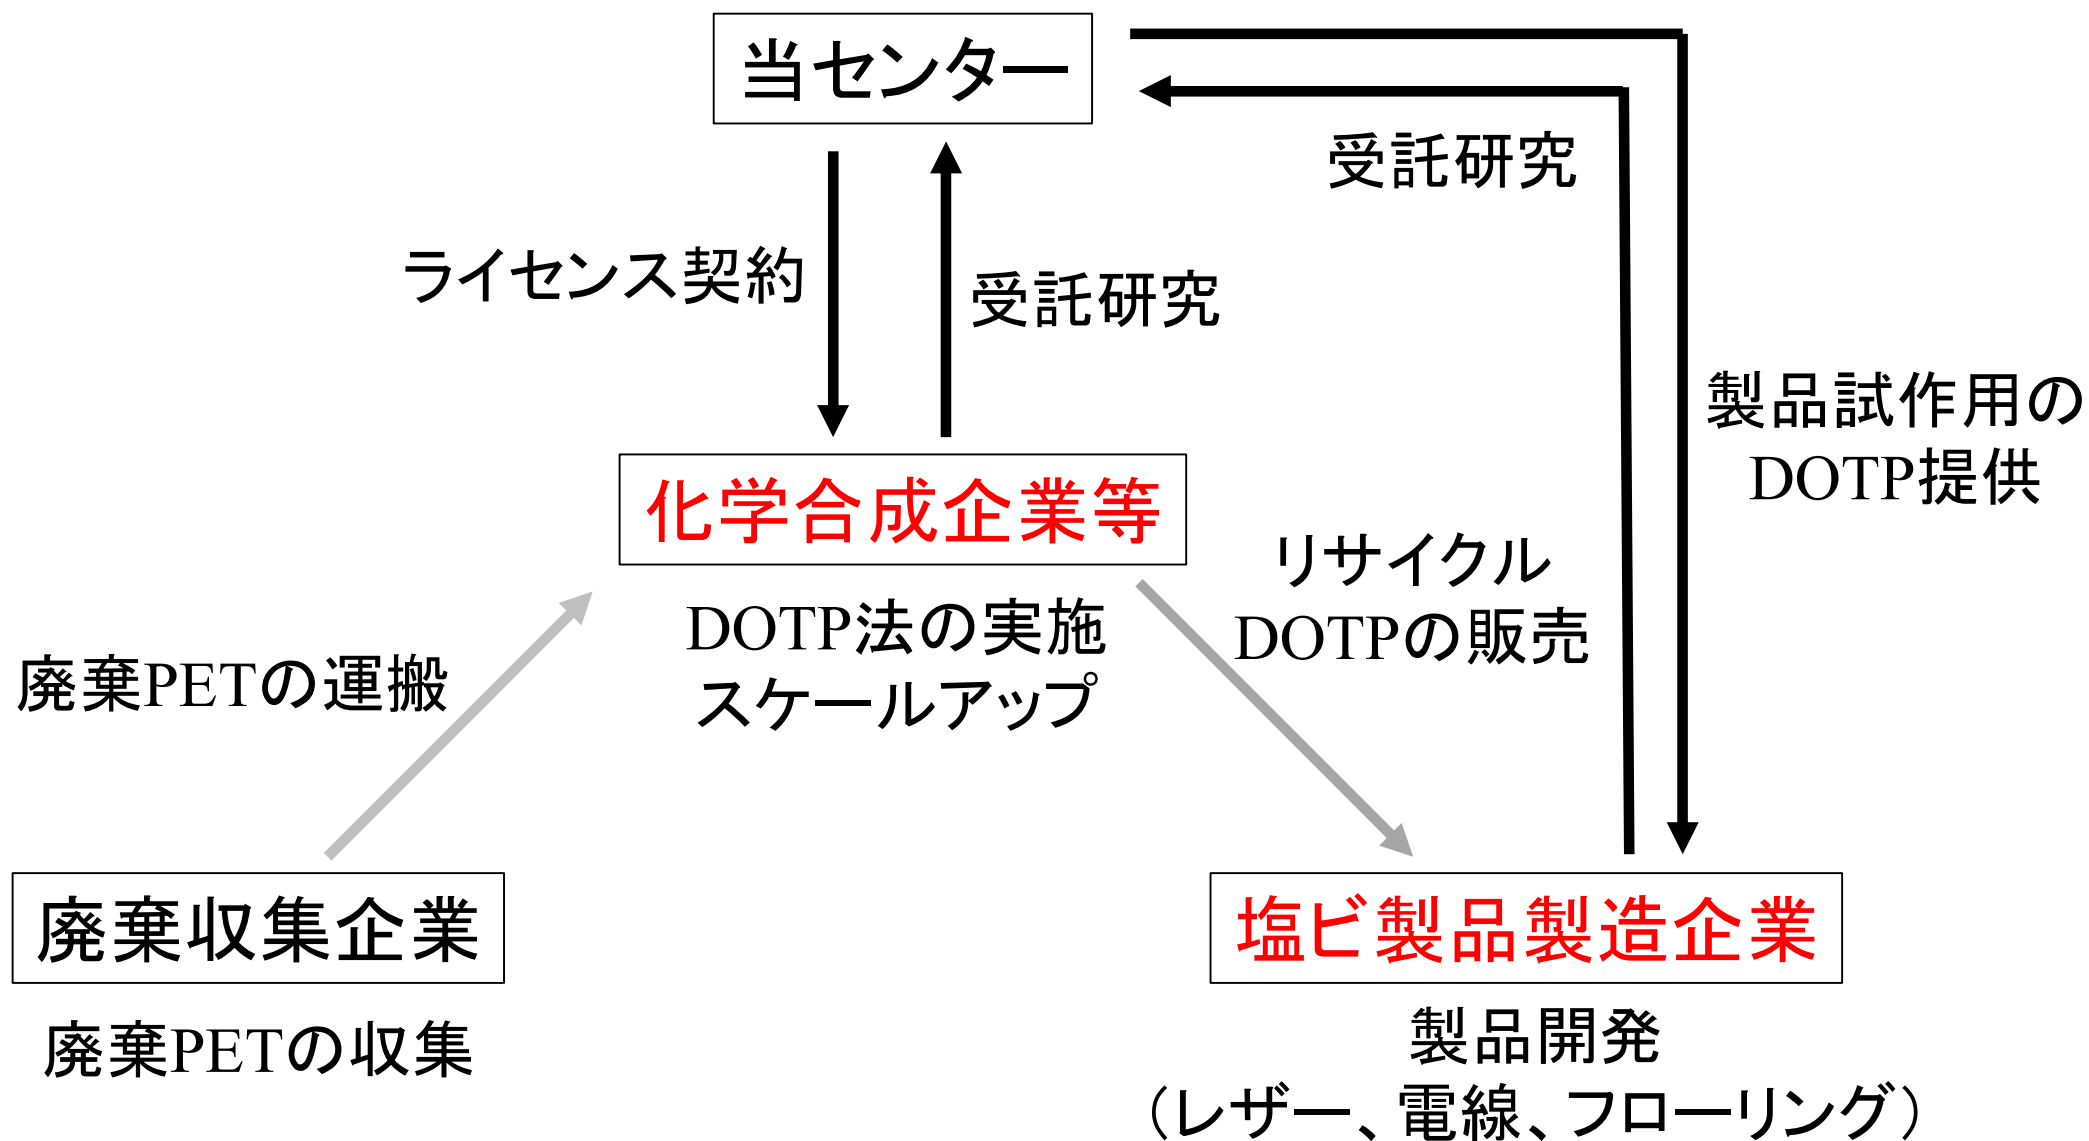 当センター
受託研究
ライセンス契約
受託研究
製品試作用の
DOTP提供
化学合成企業等
DOTP法の実施
スケールアップ
リサイクル
DOTPの販売
廃棄PETの運搬
廃棄収集企業
廃棄PETの収集
塩ビ製品製造企業
製品開発
（レザー、電線、フローリング）